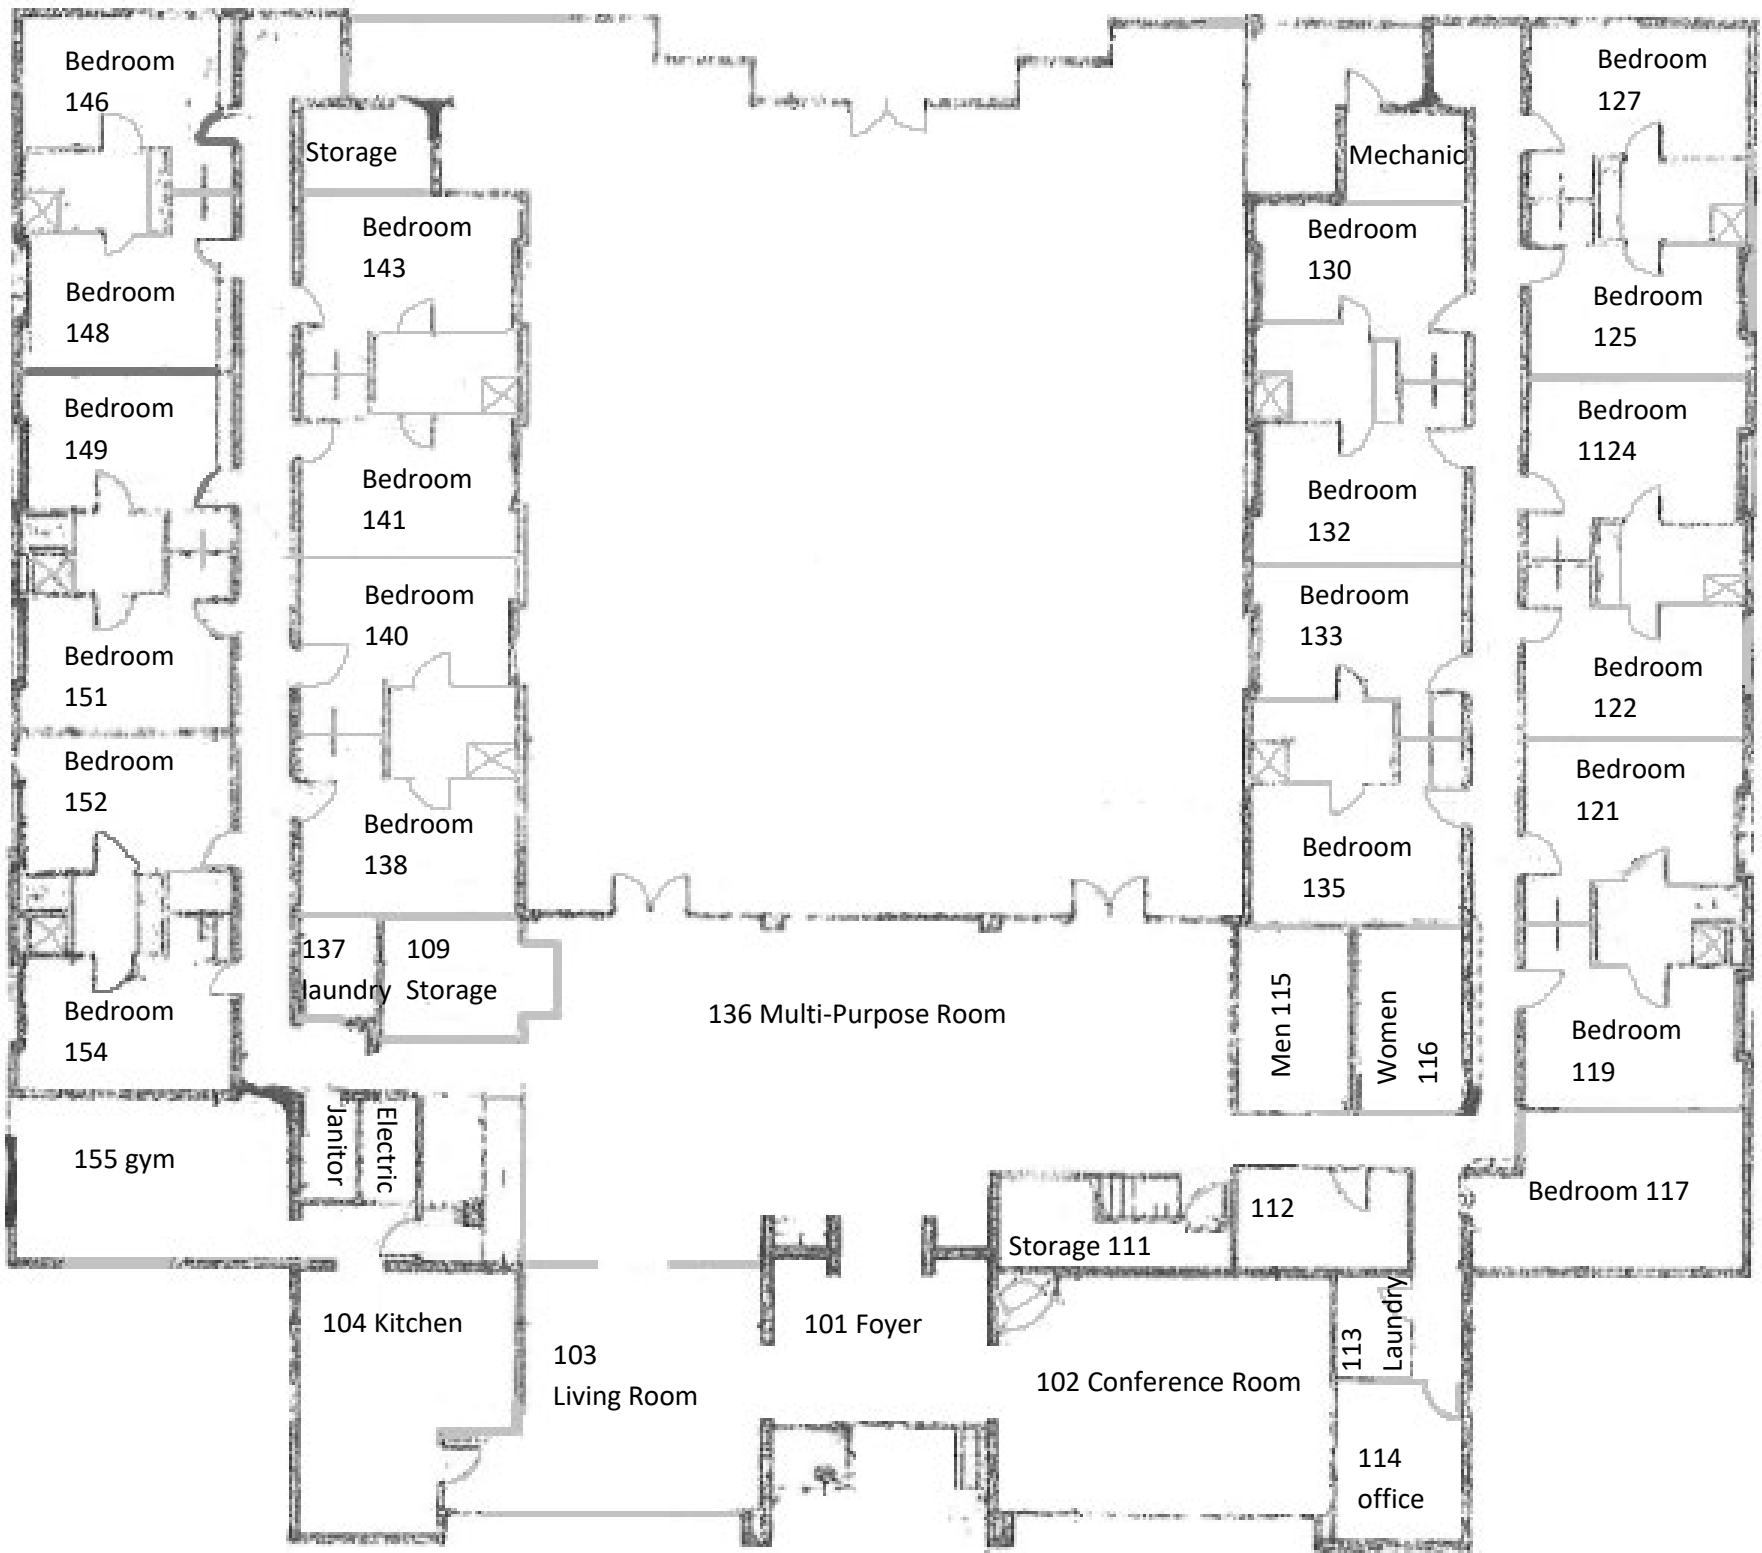 Bedroom
146
Storage
Bedroom
143
Bedroom
148
Bedroom
149
Bedroom
141
Bedroom
140
Bedroom
151
Bedroom
152
Bedroom
138
Bedroom
154
137
laundry
109
Storage
155 gym
Janitor
Electric
136 Multi-Purpose Room
Mechanic
Bedroom
127
Bedroom
130
Bedroom
125
Bedroom
1124
Bedroom
132
Bedroom
133
Bedroom
122
Bedroom
121
Bedroom
135
Men 115
Women
116
Bedroom
119
Bedroom 117
112
Storage 111
104 Kitchen
103
Living Room
101 Foyer
102 Conference Room
113
Laundry
114
office